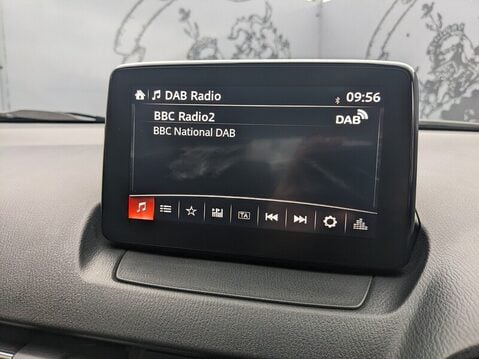 DAB Radio 09:56
BBC Radio2 DAB
BBC National DAB
TA